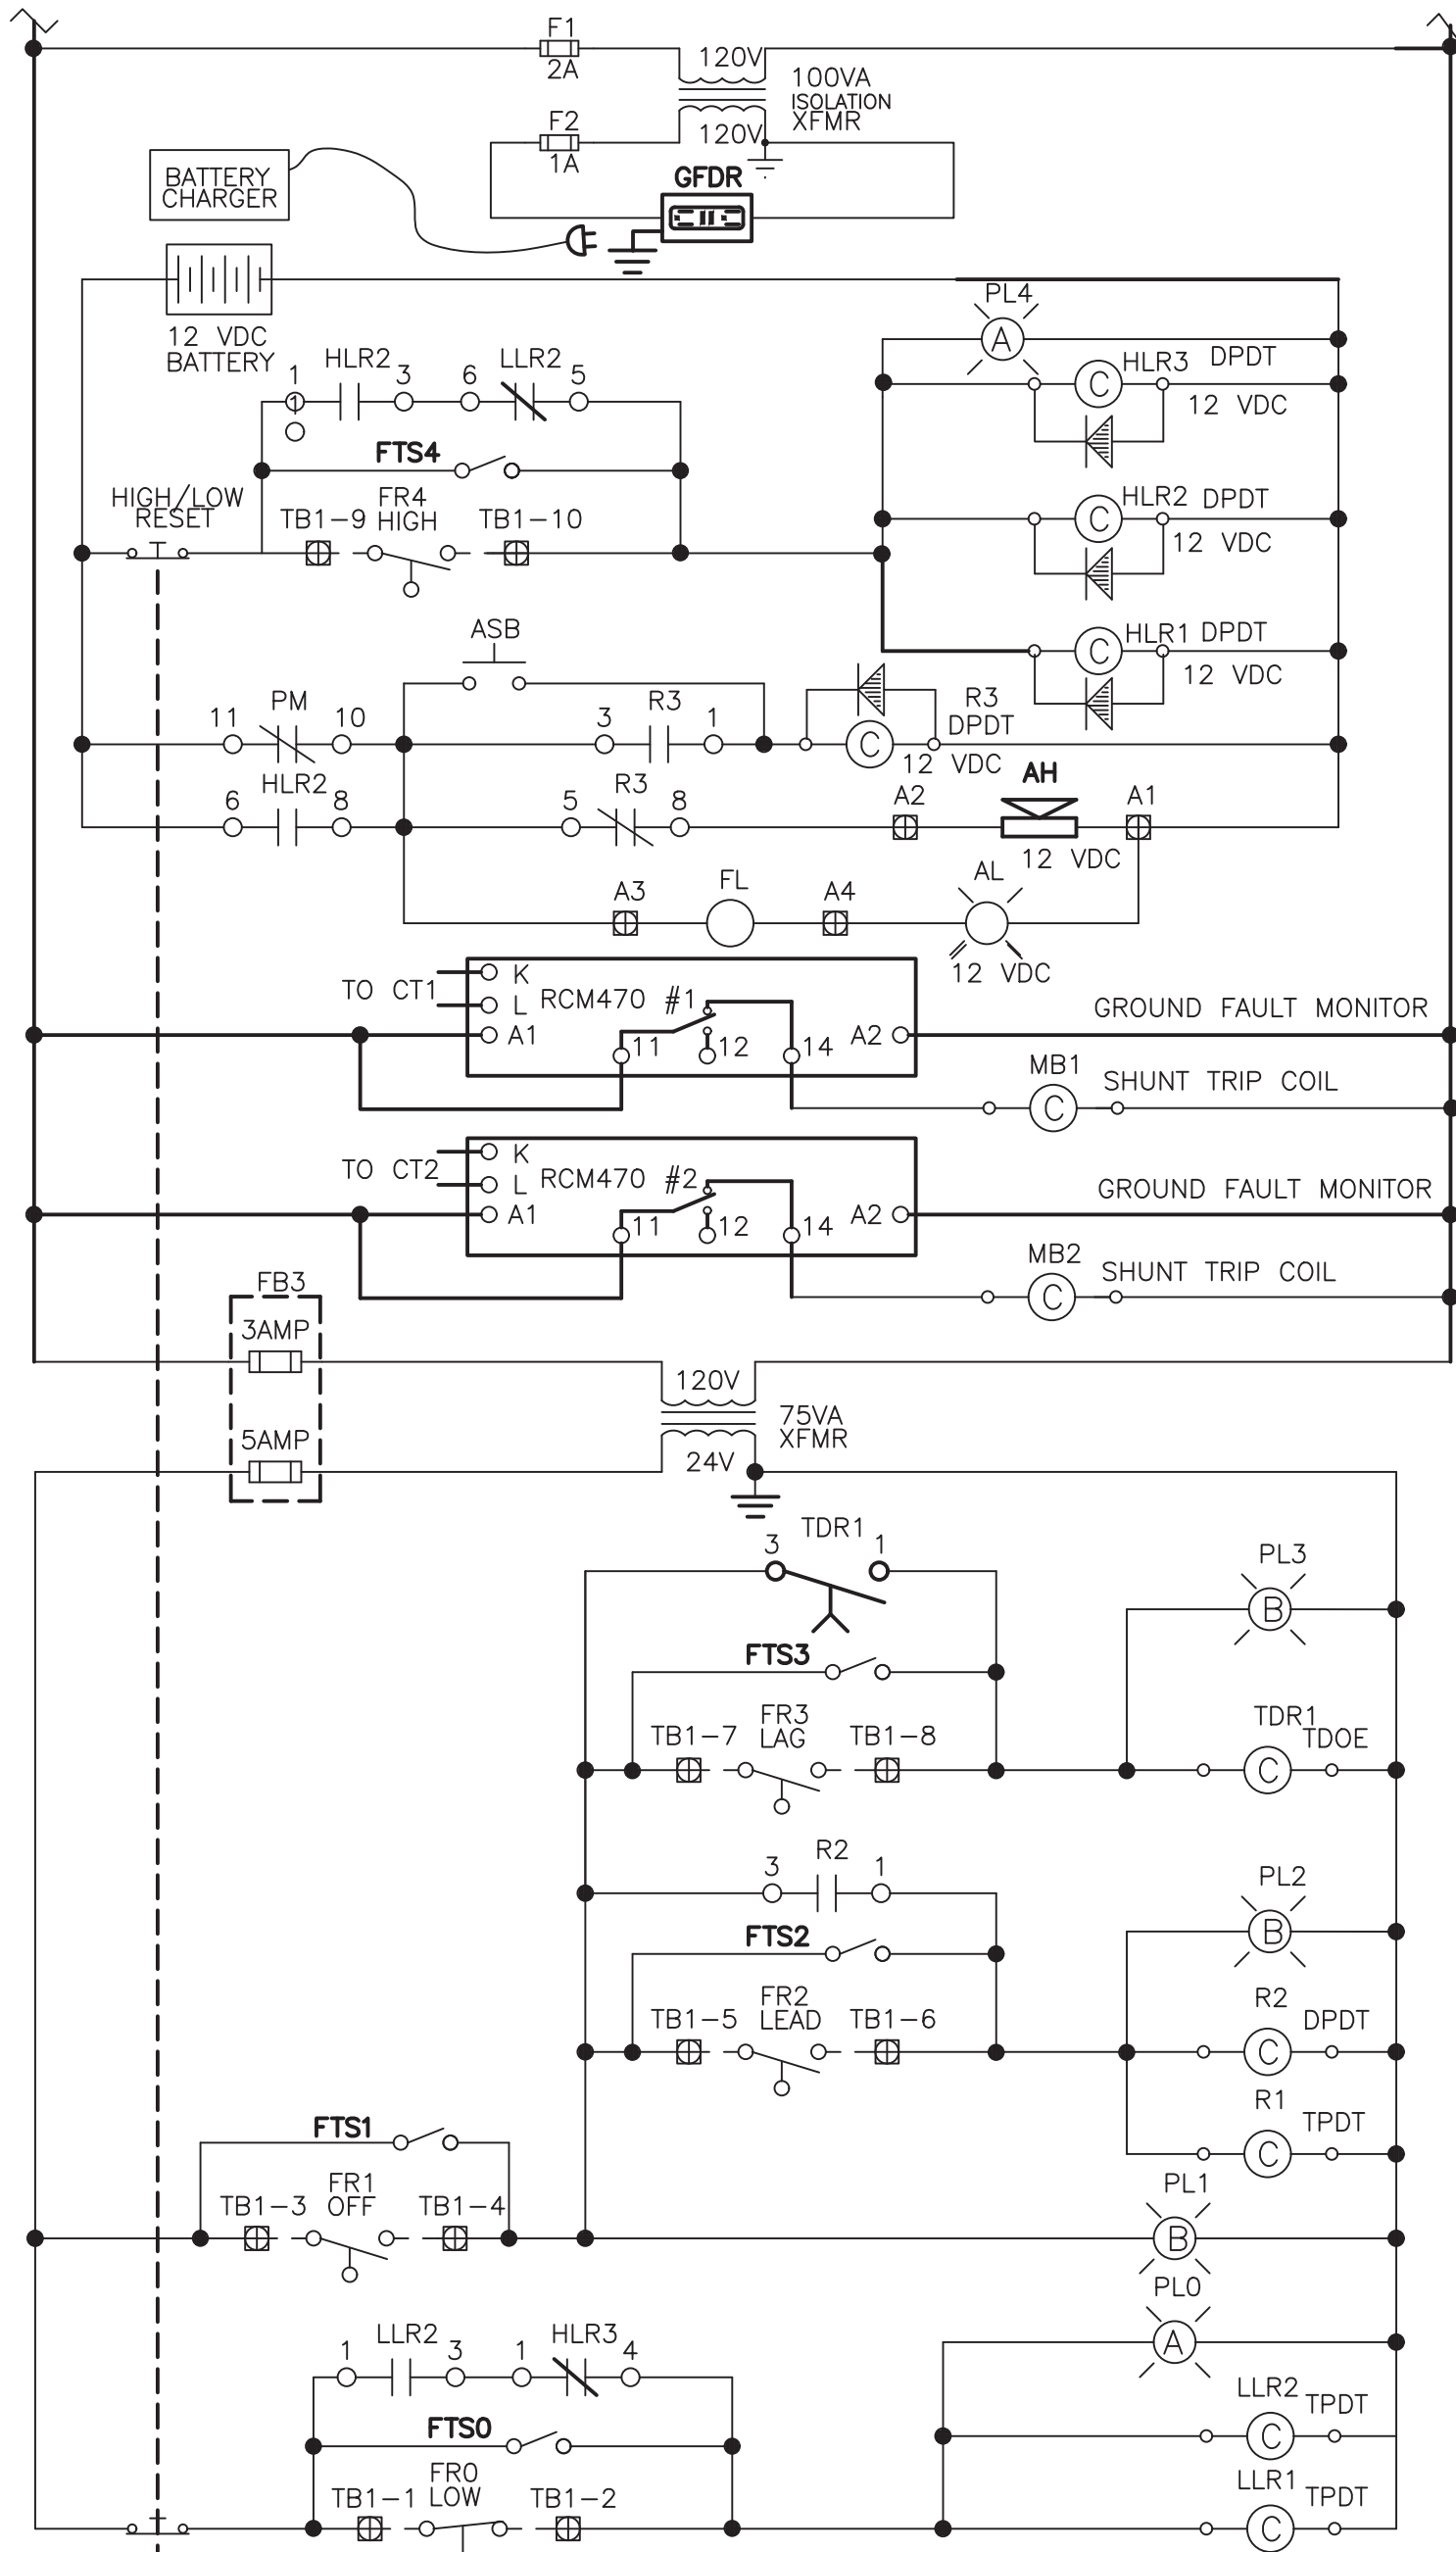 F1
2A
120V
100VA
ISOLATION
XFMR
F2
1A
120V
GFDR
BATTERY
CHARGER
12 VDC
BATTERY
PL4
A
HLR3 DPDT
C
12 VDC
HLR2
LLR2
1 3 6 5
1
FTS4
HIGH/LOW
RESET
TB1-9
FR4
HIGH
TB1-10
HLR2 DPDT
C
12 VDC
ASB
HLR1 DPDT
C
12 VDC
11 PM 10
3 R3 1
R3
DPDT
C
12 VDC
6 HLR2 8
5 R3 8
A2
AH
A1
12 VDC
A3
FL
A4
AL
12 VDC
TO CT1
K
L
A1
RCM470 #1
11
12
14
A2
GROUND FAULT MONITOR
MB1
C
SHUNT TRIP COIL
TO CT2
K
L
A1
RCM470 #2
11
12
14
A2
GROUND FAULT MONITOR
MB2
C
SHUNT TRIP COIL
FB3
3AMP
120V
75VA
XFMR
5AMP
24V
3 TDR1 1
PL3
B
FTS3
TB1-7
FR3
LAG
TB1-8
TDR1
TDOE
C
3 R2 1
PL2
B
FTS2
TB1-5
FR2
LEAD
TB1-6
R2
DPDT
C
R1
TPDT
C
FTS1
TB1-3
FR1
OFF
TB1-4
PL1
B
PL0
A
1 LLR2 3 1 HLR3 4
LLR2 TPDT
C
FTS0
TB1-1
FR0
LOW
TB1-2
LLR1 TPDT
C